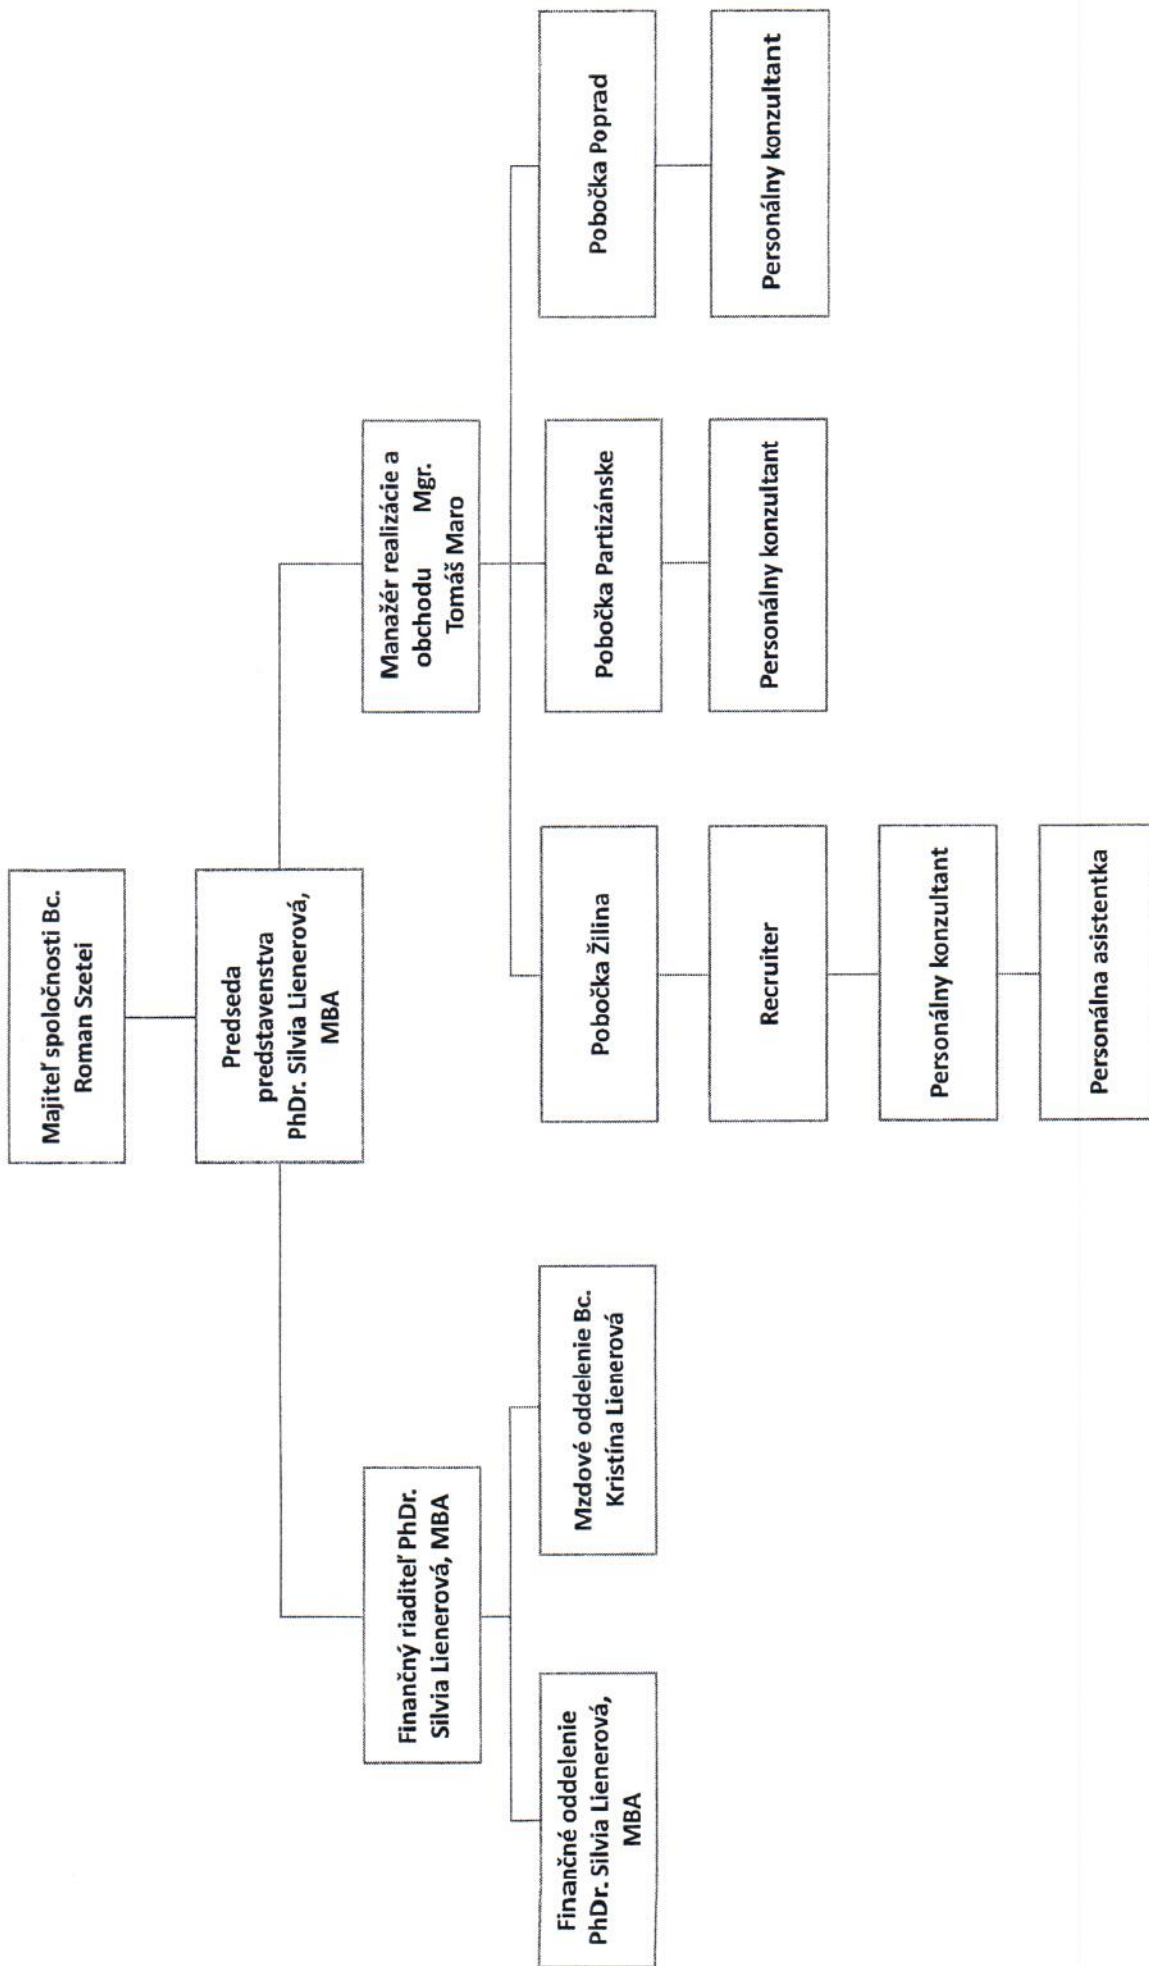 Majiteľ spoločnosti Bc.
Roman Szetei
Predseda
predstavenstva
PhDr. Silvia Lienerová,
MBA
Finančný riaditeľ PhDr.
Silvia Lienerová, MBA
Manažér realizácie a
obchodu Mgr.
Tomáš Maro
Finančné oddelenie
PhDr. Silvia Lienerová,
MBA
Mzdové oddelenie Bc.
Kristína Lienerová
Pobočka Žilina
Pobočka Partizánske
Pobočka Poprad
Recruiter
Personálny konzultant
Personálny konzultant
Personálny konzultant
Personálna asistentka